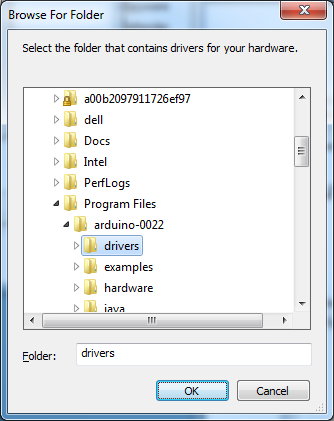 Browse For Folder
Select the folder that contains drivers for your hardware.
a00b2097911726ef97
dell
Docs
Intel
PerfLogs
Program Files
arduino-0022
drivers
examples
hardware
java
Folder:
drivers
OK
Cancel